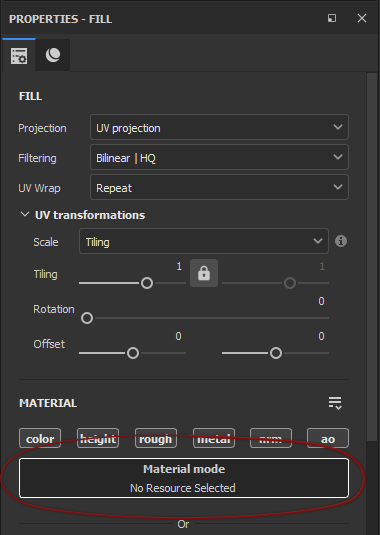 PROPERTIES - FILL
FILL
Projection UV projection
Filtering Bilinear | HQ
UV Wrap Repeat
UV transformations
Scale Tiling
Tiling 1 1
Rotation 0
Offset 0 0
MATERIAL
color height rough metal nrm ao
Material mode
No Resource Selected
Or